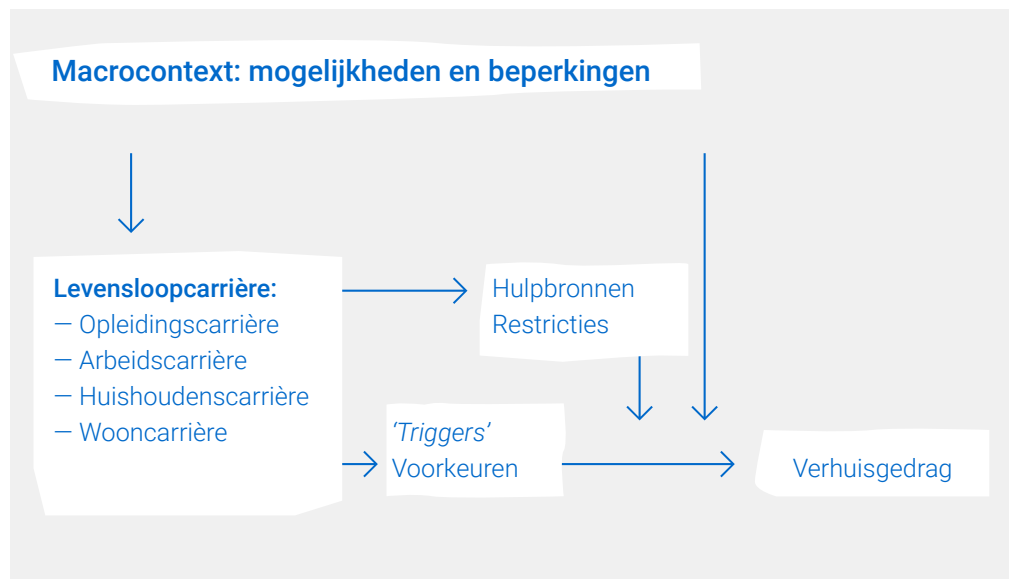 Macrocontext: mogelijkheden en beperkingen
Levensloopcarrière:
— Opleidingscarrière
— Arbeidscarrière
— Huishoudenscarrière
— Wooncarrière
Hulpbronnen
Restricties
‘Triggers’
Voorkeuren
Verhuisgedrag